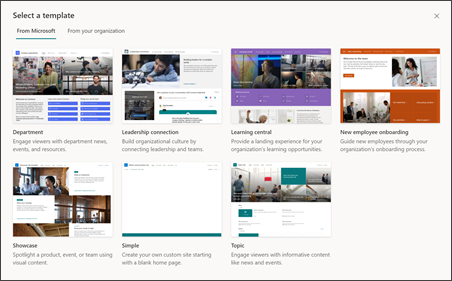 Select a template
From Microsoft
From your organization
Department
Engage viewers with department news,
events, and resources.
Leadership connection
Build organizational culture by
connecting leadership and teams.
Learning central
Provide a landing experience for your
organization's learning opportunities.
New employee onboarding
Guide new employees through your
organization's onboarding process.
Showcase
Spotlight a product, event, or team using
visual content.
Simple
Create your own custom site starting
with a blank home page.
Topic
Engage viewers with informative content
like news and events.